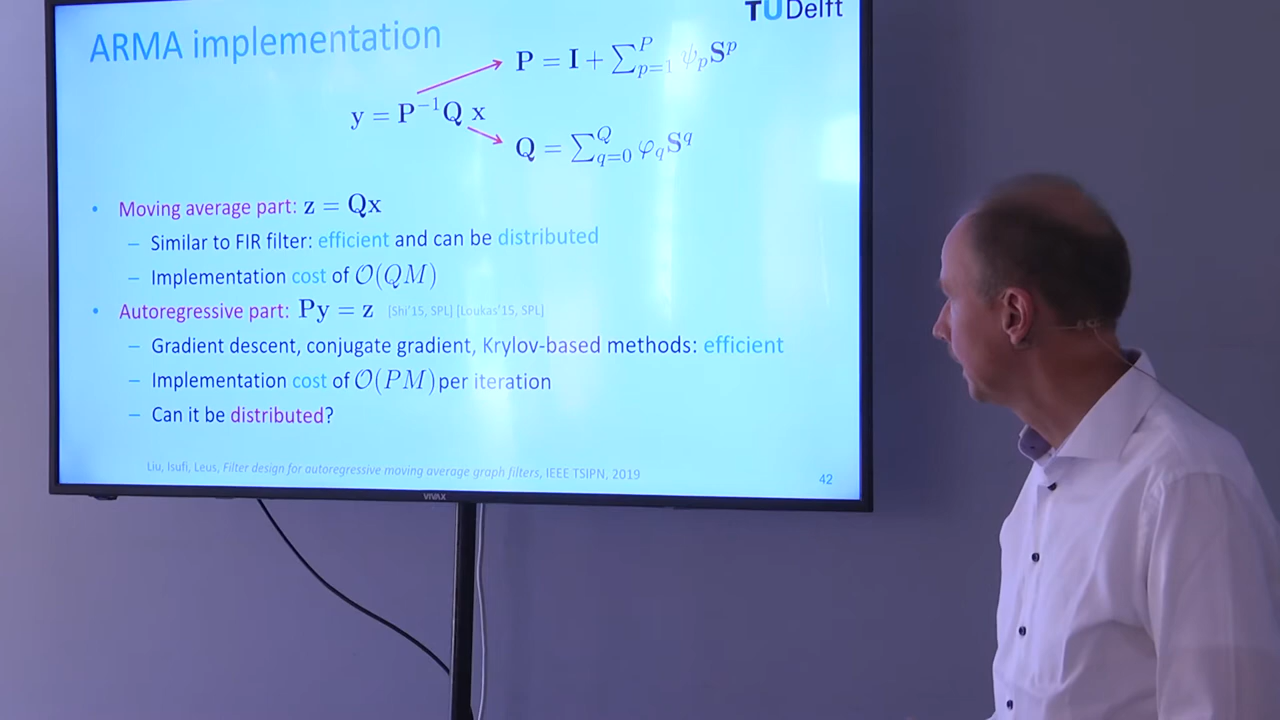 TUDelft
ARMA implementation
P = I + ∑_{p=1}^{P} ψ_p S^p
y = P⁻¹Q x
Q = ∑_{q=0}^{Q} φ_q S^q
• Moving average part: z = Qx
– Similar to FIR filter: efficient and can be distributed
– Implementation cost of O(QM)
• Autoregressive part: Py = z [Shi'15, SPL] [Loukas'15, SPL]
– Gradient descent, conjugate gradient, Krylov-based methods: efficient
– Implementation cost of O(PM) per iteration
– Can it be distributed?
Liu, Isufi, Leus, Filter design for autoregressive moving average graph filters, IEEE TSIPN, 2019
42
VIVAX